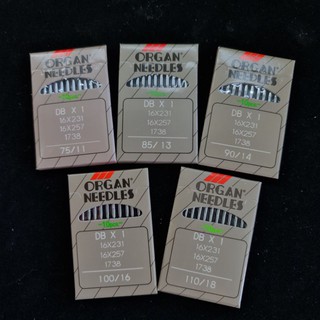 ORGAN®
NEEDLES
DB X 1
16X231
16X257
1738
75/11
ORGAN®
NEEDLES
DB X 1
16X231
16X257
1738
85/13
ORGAN®
NEEDLES
DB X 1
16X231
16X257
1738
90/14
ORGAN®
NEEDLES
DB X 1
16X231
16X257
1738
100/16
ORGAN®
NEEDLES
DB X 1
16X231
16X257
1738
110/18